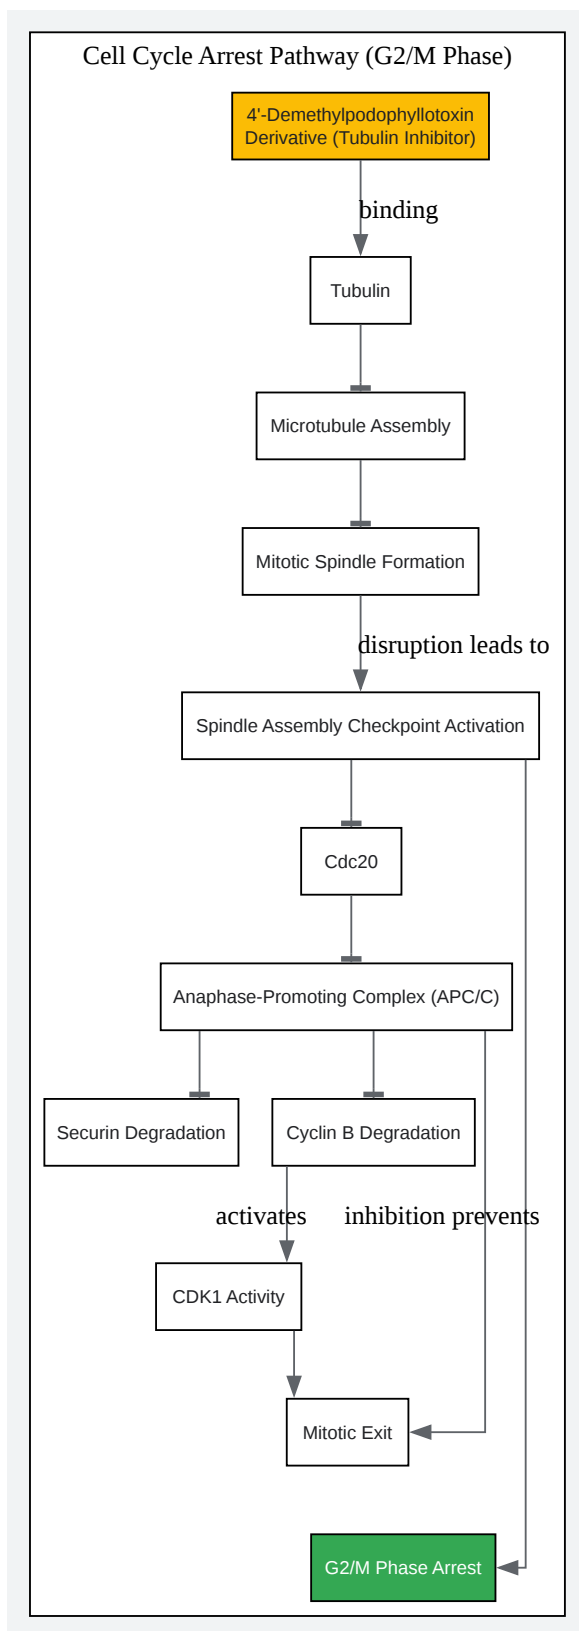 Cell Cycle Arrest Pathway (G2/M Phase)
4'-Demethylpodophyllotoxin
Derivative (Tubulin Inhibitor)
binding
Tubulin
Microtubule Assembly
Mitotic Spindle Formation
disruption leads to
Spindle Assembly Checkpoint Activation
Cdc20
Anaphase-Promoting Complex (APC/C)
Securin Degradation
Cyclin B Degradation
activates
inhibition prevents
CDK1 Activity
Mitotic Exit
G2/M Phase Arrest